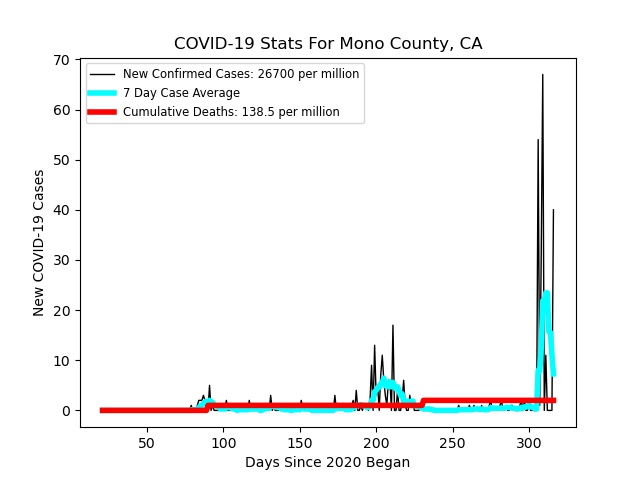 COVID-19 Stats For Mono County, CA
New Confirmed Cases: 26700 per million
7 Day Case Average
Cumulative Deaths: 138.5 per million
New COVID-19 Cases
70
60
50
40
30
20
10
0
50 100 150 200 250 300
Days Since 2020 Began